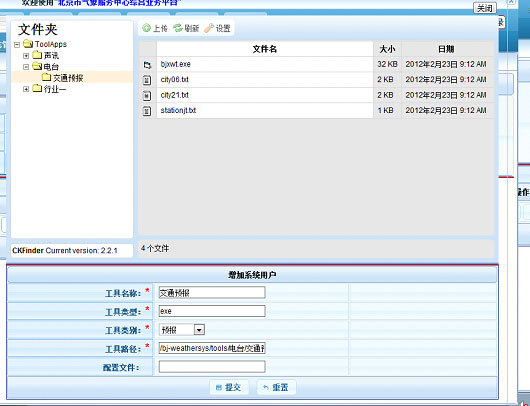 欢迎使用"北京市气象服务中心综合业务平台"
关闭
文件夹
上传 刷新 设置
ToolApps
声讯
电台
交通预报
行业一
文件名 大小 日期
bjxwt.exe 32 KB 2012年2月23日 9:12 AM
city06.txt 2 KB 2012年2月23日 9:12 AM
city21.txt 2 KB 2012年2月23日 9:12 AM
stationjt.txt 1 KB 2012年2月23日 9:12 AM
操作
CKFinder Current version: 2.2.1
4 个文件
增加系统用户
工具名称：* 交通预报
工具类型：* exe
工具类别：* 预报
工具路径：* /bj-weathersys/tools/电台/交通预
配置文件：
提交 重置